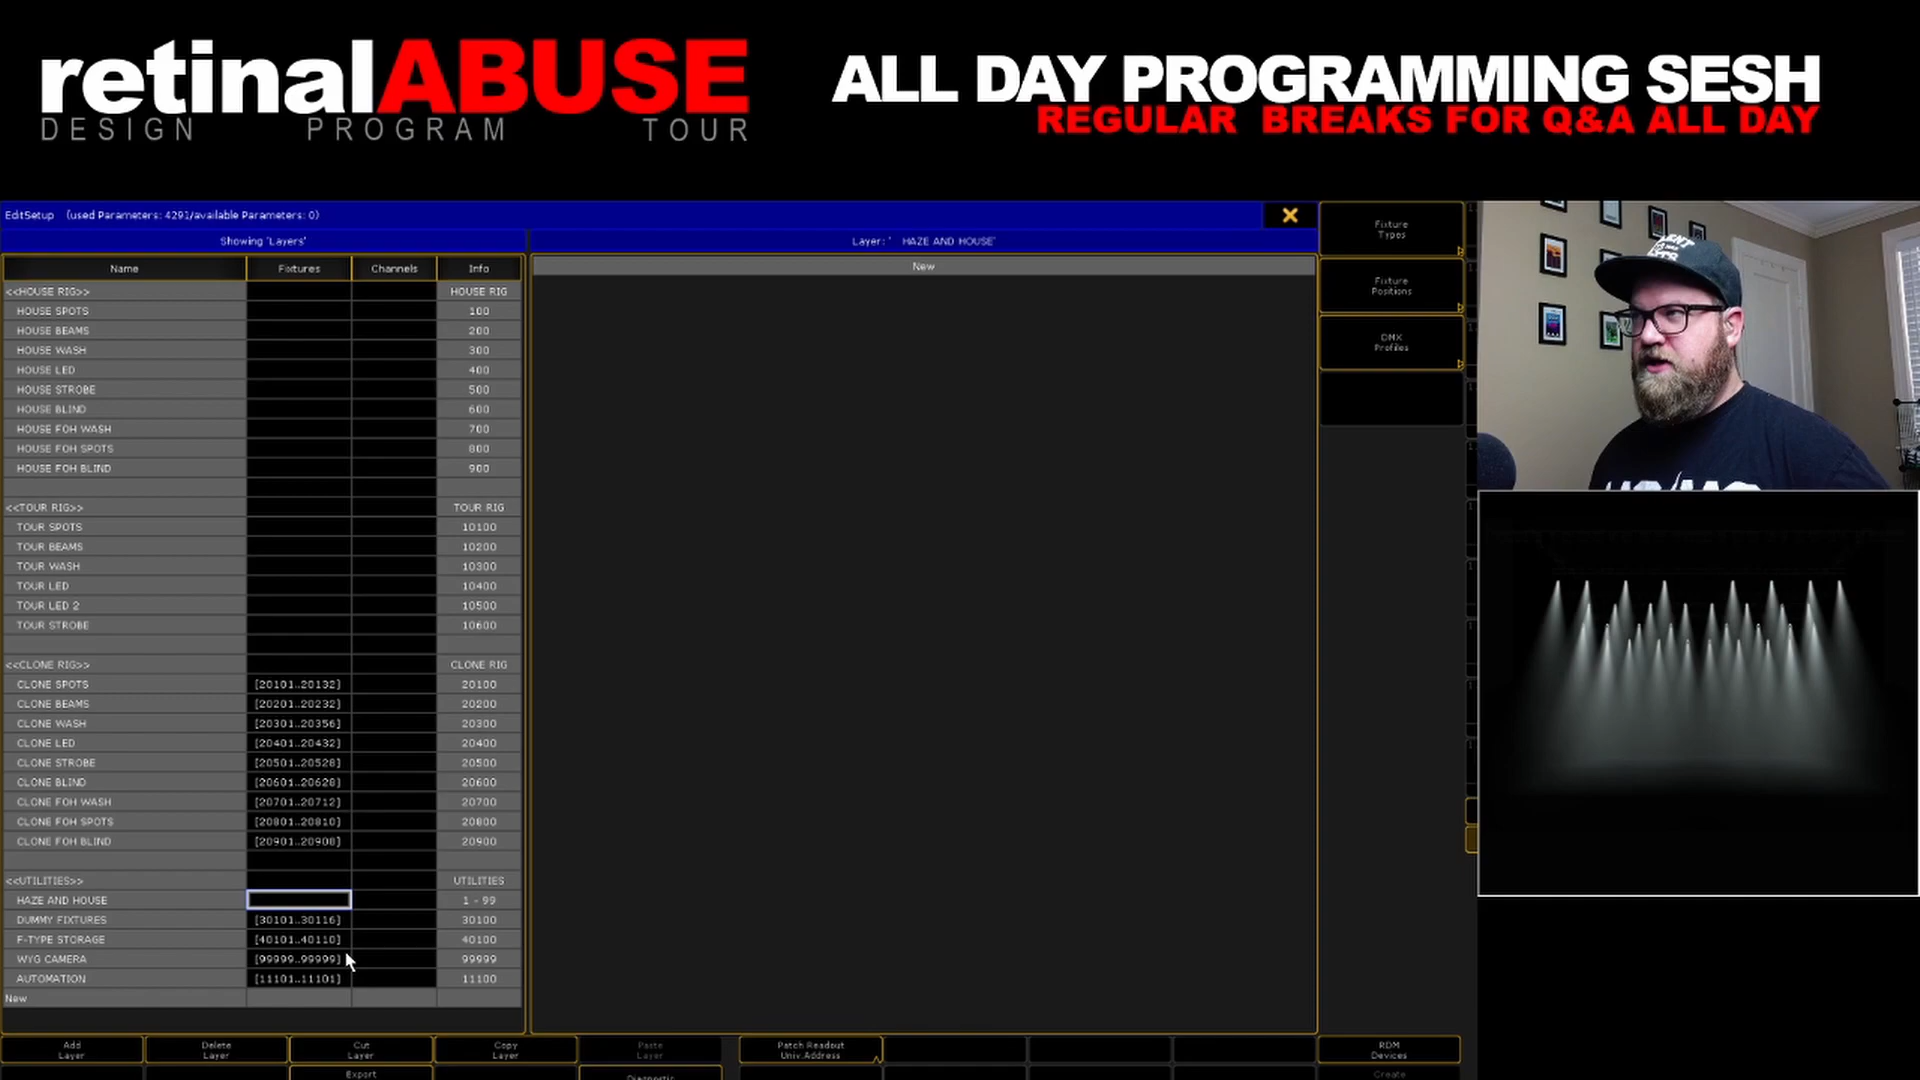 retinalABUSE
DESIGN PROGRAM TOUR
ALL DAY PROGRAMMING SESH
REGULAR BREAKS FOR Q&A ALL DAY
EditSetup (used Parameters: 4291/available Parameters: 0)
Showing 'Layers'
Layer: ' HAZE AND HOUSE'
Name Fixtures Channels Info
New
<<HOUSE RIG>> HOUSE RIG
HOUSE SPOTS 100
HOUSE BEAMS 200
HOUSE WASH 300
HOUSE LED 400
HOUSE STROBE 500
HOUSE BLIND 600
HOUSE FOH WASH 700
HOUSE FOH SPOTS 800
HOUSE FOH BLIND 900
<<TOUR RIG>> TOUR RIG
TOUR SPOTS 10100
TOUR BEAMS 10200
TOUR WASH 10300
TOUR LED 10400
TOUR LED 2 10500
TOUR STROBE 10600
<<CLONE RIG>> CLONE RIG
CLONE SPOTS [20101..20132] 20100
CLONE BEAMS [20201..20232] 20200
CLONE WASH [20301..20356] 20300
CLONE LED [20401..20432] 20400
CLONE STROBE [20501..20528] 20500
CLONE BLIND [20601..20628] 20600
CLONE FOH WASH [20701..20712] 20700
CLONE FOH SPOTS [20801..20810] 20800
CLONE FOH BLIND [20901..20908] 20900
<<UTILITIES>> UTILITIES
HAZE AND HOUSE 1 - 99
DUMMY FIXTURES [30101..30116] 30100
F-TYPE STORAGE [40101..40110] 40100
WYG CAMERA [99999..99999] 99999
AUTOMATION [11101..11101] 11100
New
Fixture
Types
Fixture
Positions
DMX
Profiles
Add
Layer
Delete
Layer
Cut
Layer
Copy
Layer
Paste
Layer
Patch Readout
Univ.Address
RDM
Devices
Export
Diagnostic
Create